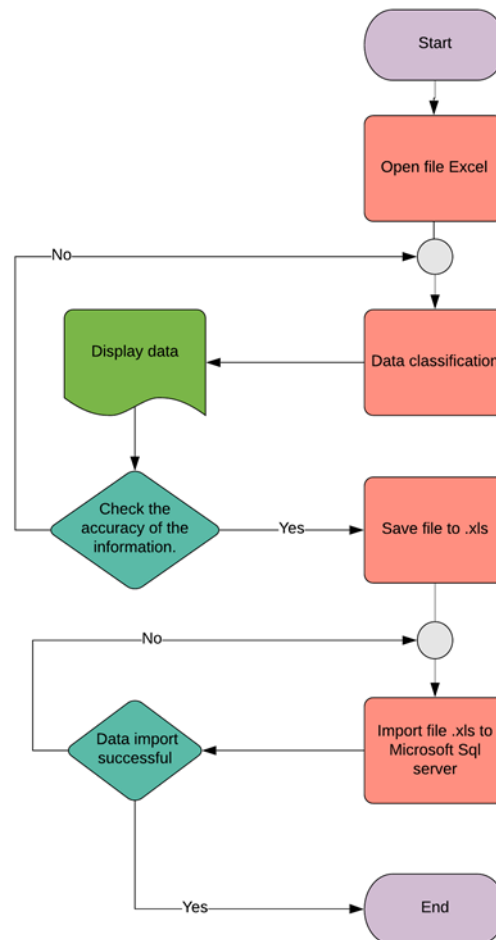 Start
Open file Excel
No
Display data
Data classification
Check the
accuracy of the
information.
Yes
Save file to .xls
No
Data import
successful
Import file .xls to
Microsoft Sql
server
Yes
End